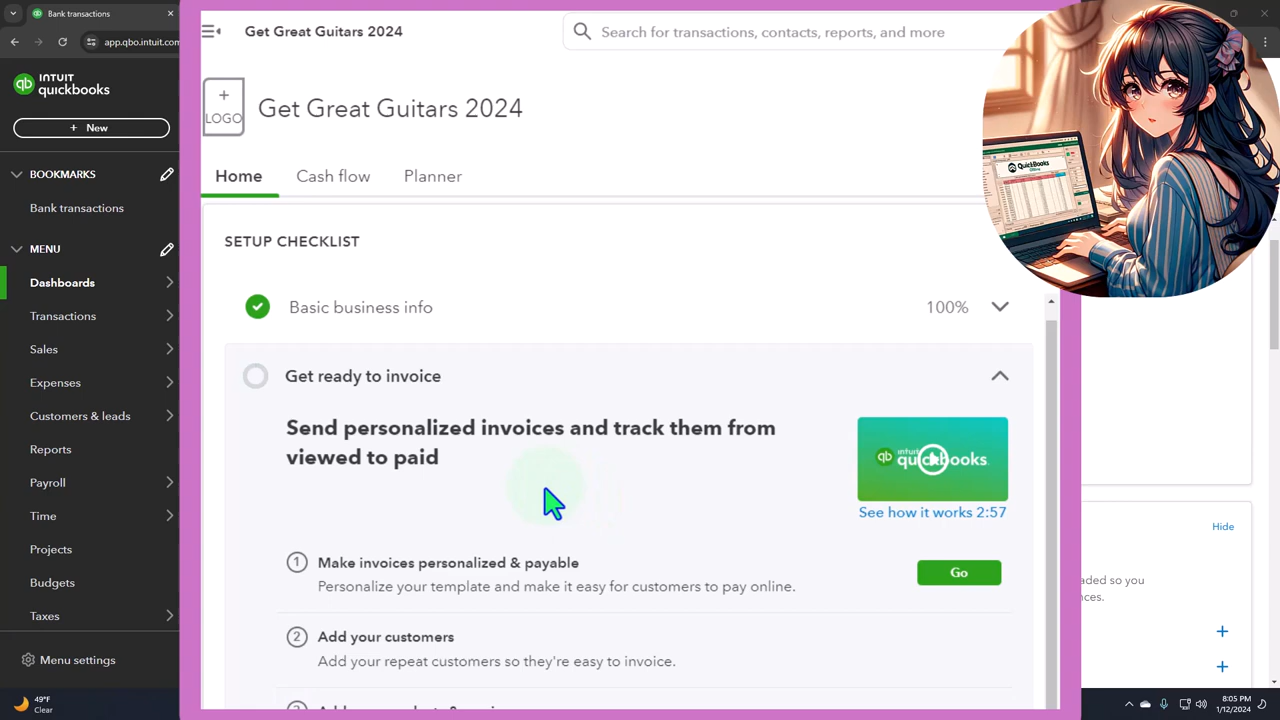 Bank transactions
app.qbo.intuit.com
INTUIT
quickbooks
+ New
BOOKMARKS
Bank transactions
MENU
Dashboards
Transactions
Sales
Expenses
Customers & leads
Reports
Payroll
Time
Projects
Budgets
Taxes
Menu settings
Get Great Guitars 2024
Search for transactions, contacts, reports, and more
+
LOGO
Get Great Guitars 2024
Home Cash flow Planner
SETUP CHECKLIST
Basic business info 100%
Get ready to invoice
Send personalized invoices and track them from
viewed to paid
qb intuit quickbooks.
See how it works 2:57
1 Make invoices personalized & payable
Personalize your template and make it easy for customers to pay online.
Go
2 Add your customers
Add your repeat customers so they're easy to invoice.
QuickBooks
Hide
aded so you
nces.
49°F
Clear
8:05 PM
1/12/2024